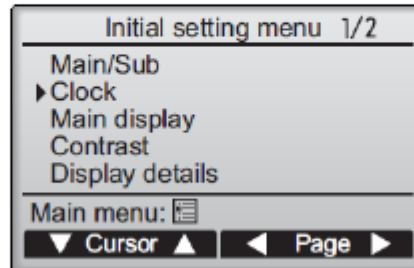 Initial setting menu 1/2
Main/Sub
Clock
Main display
Contrast
Display details
Main menu:
▼ Cursor ▲ ◀ Page ▶